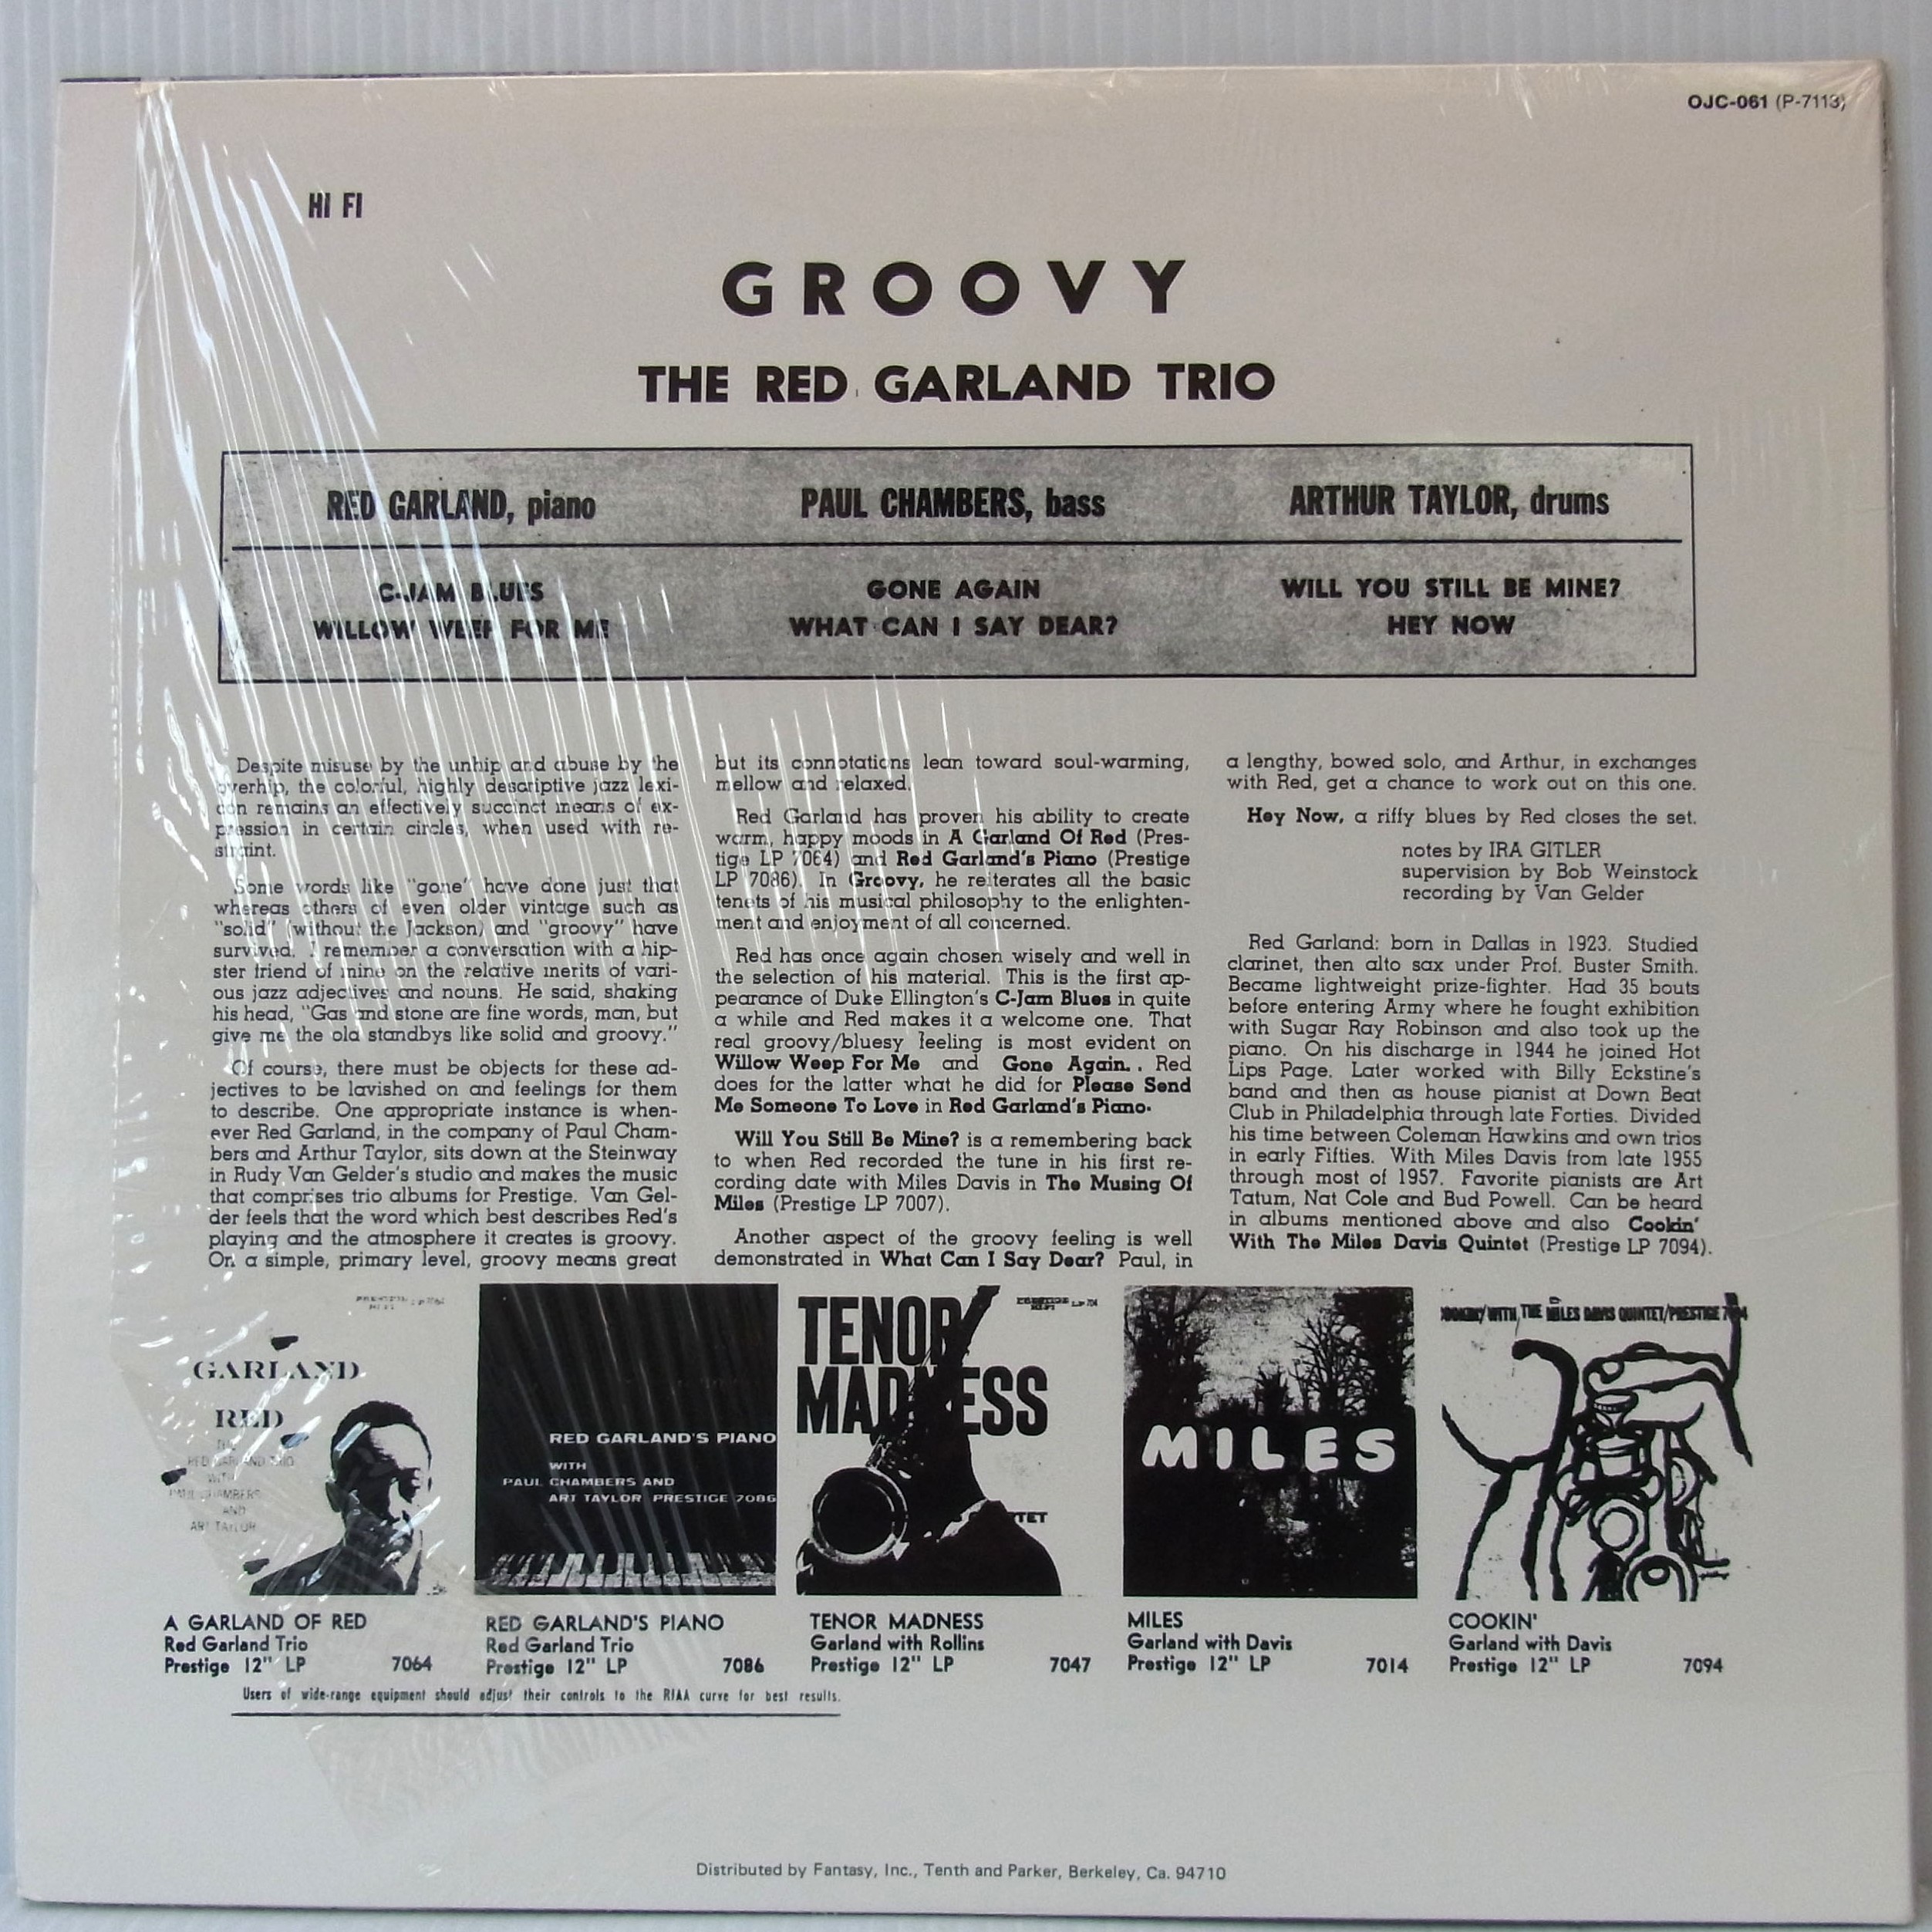 OJC-061 (P-7113)
HI FI
GROOVY
THE RED GARLAND TRIO
RED GARLAND, piano
PAUL CHAMBERS, bass
ARTHUR TAYLOR, drums
C-JAM BLUES
GONE AGAIN
WILL YOU STILL BE MINE?
WILLOW WEEP FOR ME
WHAT CAN I SAY DEAR?
HEY NOW
Despite misuse by the unhip and abuse by the
overhip, the colorful, highly descriptive jazz lexi-
con remains an effectively succinct means of ex-
pression in certain circles, when used with re-
straint.
Some words like "gone" have done just that
whereas others of even older vintage such as
"solid" (without the Jackson) and "groovy" have
survived. I remember a conversation with a hip-
ster friend of mine on the relative merits of vari-
ous jazz adjectives and nouns. He said, shaking
his head, "Gas and stone are fine words, man, but
give me the old standbys like solid and groovy."
Of course, there must be objects for these ad-
jectives to be lavished on and feelings for them
to describe. One appropriate instance is when-
ever Red Garland, in the company of Paul Cham-
bers and Arthur Taylor, sits down at the Steinway
in Rudy Van Gelder's studio and makes the music
that comprises trio albums for Prestige. Van Gel-
der feels that the word which best describes Red's
playing and the atmosphere it creates is groovy.
On a simple, primary level, groovy means great
but its connotations lean toward soul-warming,
mellow and relaxed.
Red Garland has proven his ability to create
warm, happy moods in A Garland Of Red (Pres-
tige LP 7064) and Red Garland's Piano (Prestige
LP 7086). In Groovy, he reiterates all the basic
tenets of his musical philosophy to the enlighten-
ment and enjoyment of all concerned.
Red has once again chosen wisely and well in
the selection of his material. This is the first ap-
pearance of Duke Ellington's C-Jam Blues in quite
a while and Red makes it a welcome one. That
real groovy/bluesy feeling is most evident on
Willow Weep For Me and Gone Again.. Red
does for the latter what he did for Please Send
Me Someone To Love in Red Garland's Piano.
Will You Still Be Mine? is a remembering back
to when Red recorded the tune in his first re-
cording date with Miles Davis in The Musing Of
Miles (Prestige LP 7007).
Another aspect of the groovy feeling is well
demonstrated in What Can I Say Dear? Paul, in
a lengthy, bowed solo, and Arthur, in exchanges
with Red, get a chance to work out on this one.
Hey Now, a riffy blues by Red closes the set.
notes by IRA GITLER
supervision by Bob Weinstock
recording by Van Gelder
Red Garland: born in Dallas in 1923. Studied
clarinet, then alto sax under Prof. Buster Smith.
Became lightweight prize-fighter. Had 35 bouts
before entering Army where he fought exhibition
with Sugar Ray Robinson and also took up the
piano. On his discharge in 1944 he joined Hot
Lips Page. Later worked with Billy Eckstine's
band and then as house pianist at Down Beat
Club in Philadelphia through late Forties. Divided
his time between Coleman Hawkins and own trios
in early Fifties. With Miles Davis from late 1955
through most of 1957. Favorite pianists are Art
Tatum, Nat Cole and Bud Powell. Can be heard
in albums mentioned above and also Cookin'
With The Miles Davis Quintet (Prestige LP 7094).
GARLAND
RED
THE
RED GARLAND TRIO
WITH
PAUL CHAMBERS
AND
ART TAYLOR
RED GARLAND'S PIANO
WITH
PAUL CHAMBERS AND
ART TAYLOR PRESTIGE 7086
TENOR
MADNESS
MILES
COOKIN'/WITH THE MILES DAVIS QUINTET/PRESTIGE 7094
A GARLAND OF RED
Red Garland Trio
Prestige 12" LP 7064
RED GARLAND'S PIANO
Red Garland Trio
Prestige 12" LP 7086
TENOR MADNESS
Garland with Rollins
Prestige 12" LP 7047
MILES
Garland with Davis
Prestige 12" LP 7014
COOKIN'
Garland with Davis
Prestige 12" LP 7094
Users of wide-range equipment should adjust their controls to the RIAA curve for best results.
Distributed by Fantasy, Inc., Tenth and Parker, Berkeley, Ca. 94710